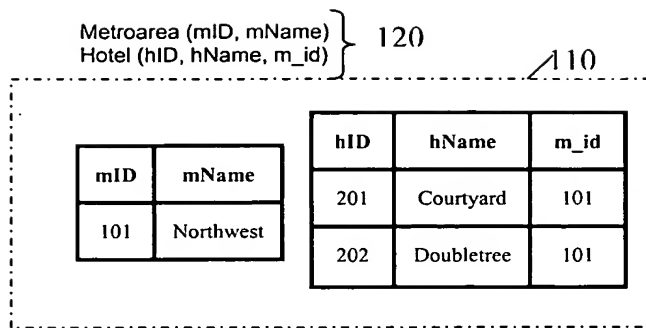 Metroarea (mID, mName)
Hotel (hID, hName, m_id)
120
110
mID mName
101 Northwest
hID hName m_id
201 Courtyard 101
202 Doubletree 101